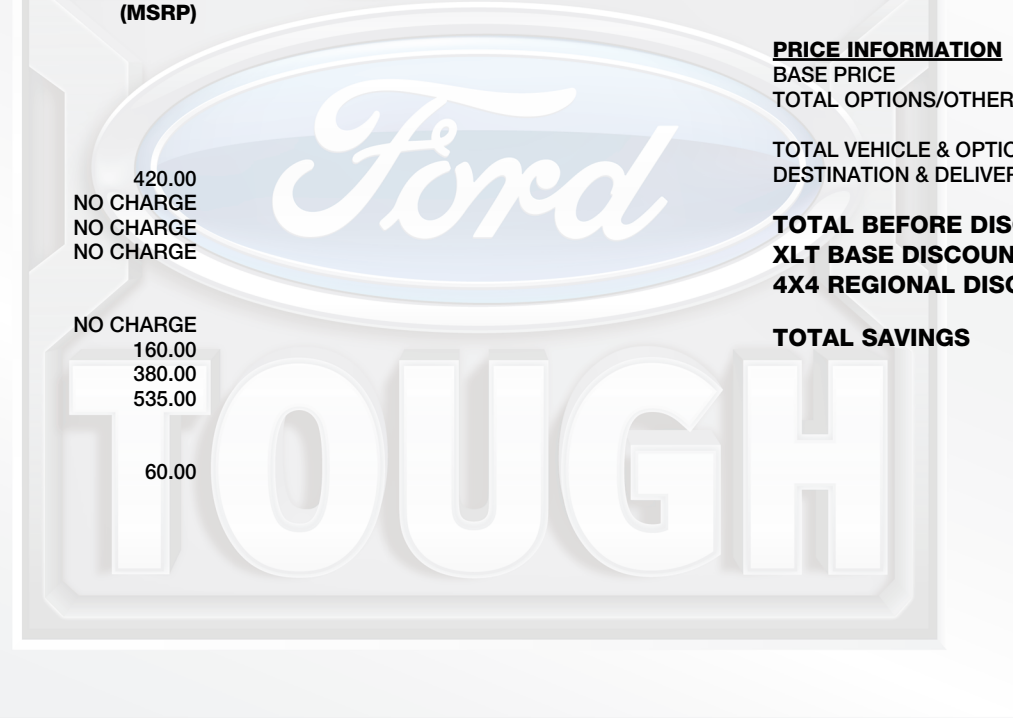 (MSRP)
420.00
NO CHARGE
NO CHARGE
NO CHARGE
NO CHARGE
160.00
380.00
535.00
60.00
PRICE INFORMATION
BASE PRICE
TOTAL OPTIONS/OTHER
TOTAL VEHICLE & OPTIO
DESTINATION & DELIVER
TOTAL BEFORE DIS
XLT BASE DISCOUN
4X4 REGIONAL DISC
TOTAL SAVINGS
Ford
TOUGH